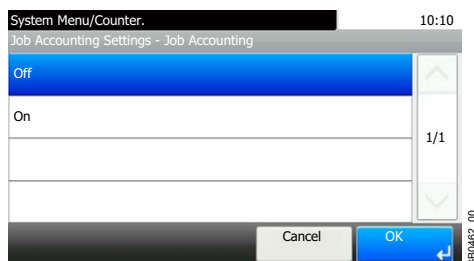 System Menu/Counter. 10:10
Job Accounting Settings - Job Accounting
Off
On
1/1
Cancel OK